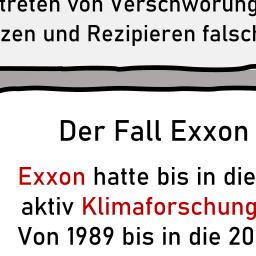 treten von Verschwörung
zen und Rezipieren falsch
Der Fall Exxon
Exxon hatte bis in die
aktiv Klimaforschung
Von 1989 bis in die 20